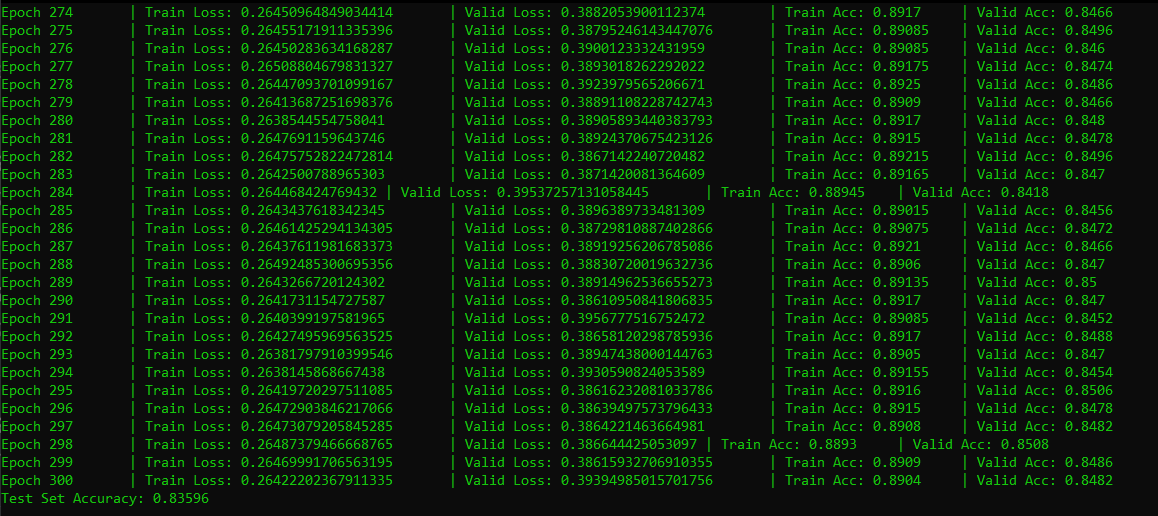 Epoch 274 | Train Loss: 0.26450964849034414 | Valid Loss: 0.3882053900112374 | Train Acc: 0.8917 | Valid Acc: 0.8466
Epoch 275 | Train Loss: 0.26455171911335396 | Valid Loss: 0.38795246143447076 | Train Acc: 0.89085 | Valid Acc: 0.8496
Epoch 276 | Train Loss: 0.26450283634168287 | Valid Loss: 0.3900123332431959 | Train Acc: 0.89085 | Valid Acc: 0.846
Epoch 277 | Train Loss: 0.26508804679831327 | Valid Loss: 0.3893018262292022 | Train Acc: 0.89175 | Valid Acc: 0.8474
Epoch 278 | Train Loss: 0.26447093701099167 | Valid Loss: 0.3923979565206671 | Train Acc: 0.8925 | Valid Acc: 0.8486
Epoch 279 | Train Loss: 0.26413687251698376 | Valid Loss: 0.38891108228742743 | Train Acc: 0.8909 | Valid Acc: 0.8466
Epoch 280 | Train Loss: 0.2638544554758041 | Valid Loss: 0.38905893440383793 | Train Acc: 0.8917 | Valid Acc: 0.848
Epoch 281 | Train Loss: 0.2647691159643746 | Valid Loss: 0.38924370675423126 | Train Acc: 0.8915 | Valid Acc: 0.8478
Epoch 282 | Train Loss: 0.26475752822472814 | Valid Loss: 0.3867142240720482 | Train Acc: 0.89215 | Valid Acc: 0.8496
Epoch 283 | Train Loss: 0.2642500788965303 | Valid Loss: 0.3871420081364609 | Train Acc: 0.89165 | Valid Acc: 0.847
Epoch 284 | Train Loss: 0.264468424769432 | Valid Loss: 0.39537257131058445 | Train Acc: 0.88945 | Valid Acc: 0.8418
Epoch 285 | Train Loss: 0.2643437618342345 | Valid Loss: 0.3896389733481309 | Train Acc: 0.89015 | Valid Acc: 0.8456
Epoch 286 | Train Loss: 0.26461425294134305 | Valid Loss: 0.38729810887402866 | Train Acc: 0.89075 | Valid Acc: 0.8472
Epoch 287 | Train Loss: 0.26437611981683373 | Valid Loss: 0.38919256206785086 | Train Acc: 0.8921 | Valid Acc: 0.8466
Epoch 288 | Train Loss: 0.26492485300695356 | Valid Loss: 0.38830720019632736 | Train Acc: 0.8906 | Valid Acc: 0.847
Epoch 289 | Train Loss: 0.2643266720124302 | Valid Loss: 0.38914962536655273 | Train Acc: 0.89135 | Valid Acc: 0.85
Epoch 290 | Train Loss: 0.2641731154727587 | Valid Loss: 0.38610950841806835 | Train Acc: 0.8917 | Valid Acc: 0.847
Epoch 291 | Train Loss: 0.2640399197581965 | Valid Loss: 0.3956777516752472 | Train Acc: 0.89085 | Valid Acc: 0.8452
Epoch 292 | Train Loss: 0.26427495969563525 | Valid Loss: 0.38658120298785936 | Train Acc: 0.8917 | Valid Acc: 0.8488
Epoch 293 | Train Loss: 0.26381797910399546 | Valid Loss: 0.38947438000144763 | Train Acc: 0.8905 | Valid Acc: 0.847
Epoch 294 | Train Loss: 0.2638145868667438 | Valid Loss: 0.3930590824053589 | Train Acc: 0.89155 | Valid Acc: 0.8454
Epoch 295 | Train Loss: 0.26419720297511085 | Valid Loss: 0.38616232081033786 | Train Acc: 0.8916 | Valid Acc: 0.8506
Epoch 296 | Train Loss: 0.26472903846217066 | Valid Loss: 0.38639497573796433 | Train Acc: 0.8915 | Valid Acc: 0.8478
Epoch 297 | Train Loss: 0.26473079205845285 | Valid Loss: 0.3864221463664981 | Train Acc: 0.8908 | Valid Acc: 0.8482
Epoch 298 | Train Loss: 0.26487379466668765 | Valid Loss: 0.386644425053097 | Train Acc: 0.8893 | Valid Acc: 0.8508
Epoch 299 | Train Loss: 0.26469991706563195 | Valid Loss: 0.38615932706910355 | Train Acc: 0.8909 | Valid Acc: 0.8486
Epoch 300 | Train Loss: 0.26422202367911335 | Valid Loss: 0.39394985015701756 | Train Acc: 0.8904 | Valid Acc: 0.8482
Test Set Accuracy: 0.83596